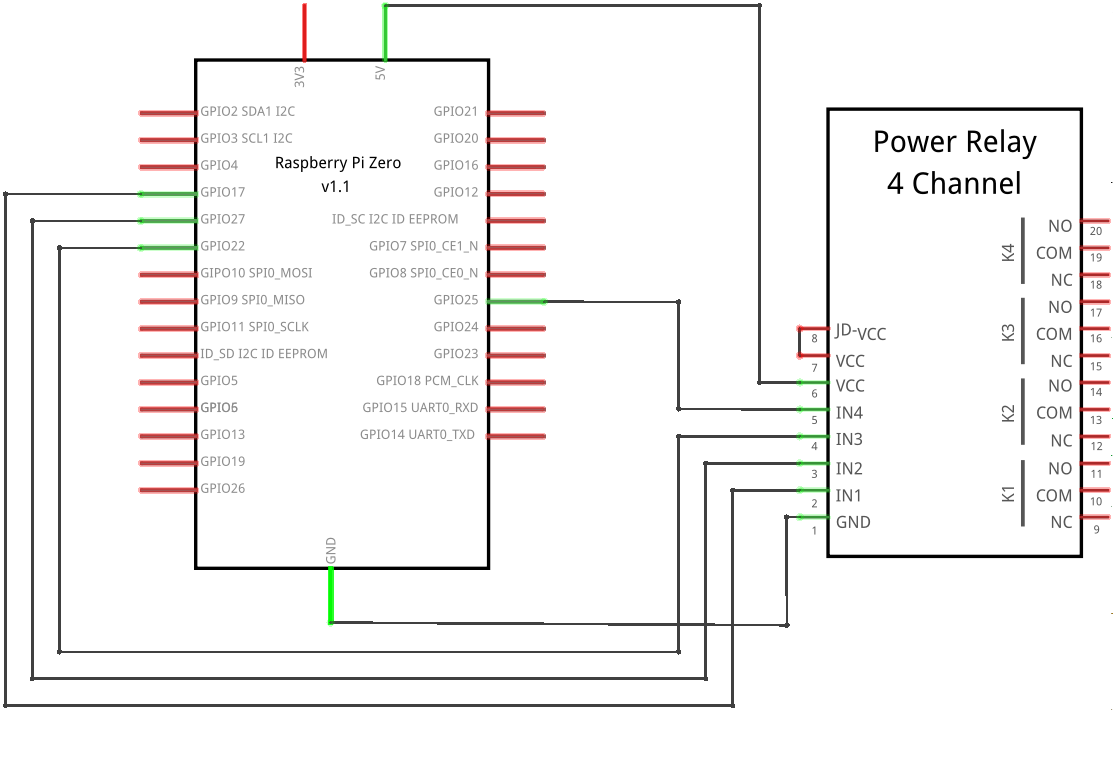 3V3
5V
GPIO2 SDA1 I2C
GPIO3 SCL1 I2C
GPIO4
GPIO17
GPIO27
GPIO22
GIPO10 SPI0_MOSI
GPIO9 SPI0_MISO
GPIO11 SPI0_SCLK
ID_SD I2C ID EEPROM
GPIO5
GPIO6
GPIO13
GPIO19
GPIO26
Raspberry Pi Zero
v1.1
GPIO21
GPIO20
GPIO16
GPIO12
ID_SC I2C ID EEPROM
GPIO7 SPI0_CE1_N
GPIO8 SPI0_CE0_N
GPIO25
GPIO24
GPIO23
GPIO18 PCM_CLK
GPIO15 UART0_RXD
GPIO14 UART0_TXD
GND
Power Relay
4 Channel
8 JD-VCC
7 VCC
6 VCC
5 IN4
4 IN3
3 IN2
2 IN1
1 GND
K4
NO 20
COM 19
NC 18
K3
NO 17
COM 16
NC 15
K2
NO 14
COM 13
NC 12
K1
NO 11
COM 10
NC 9